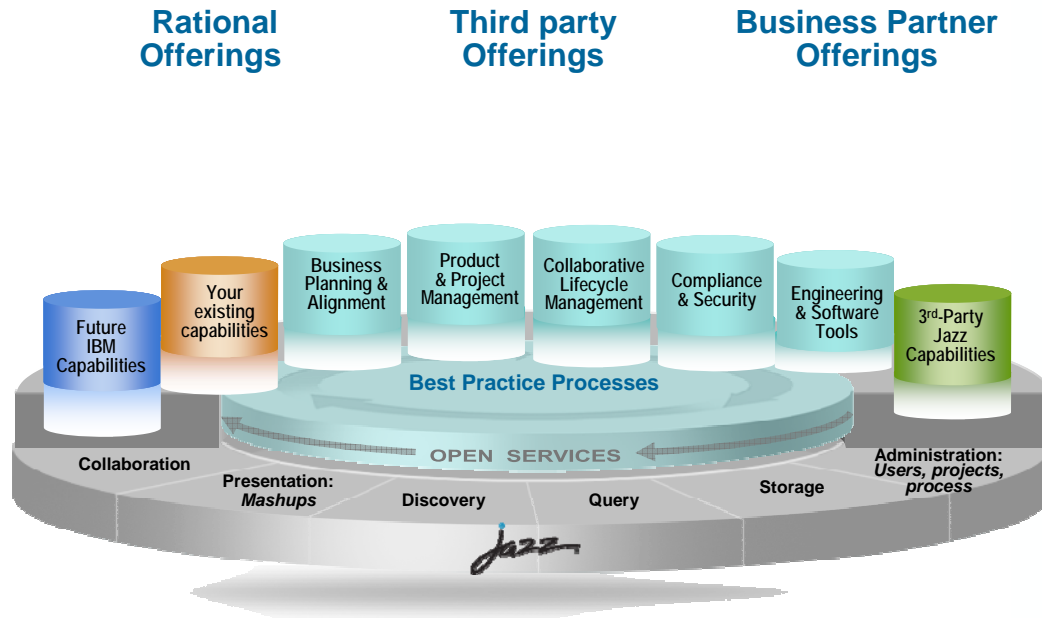 Rational
Offerings
Third party
Offerings
Business Partner
Offerings
Future
IBM
Capabilities
Your
existing
capabilities
Business
Planning &
Alignment
Product
& Project
Management
Collaborative
Lifecycle
Management
Compliance
& Security
Engineering
& Software
Tools
3rd-Party
Jazz
Capabilities
Best Practice Processes
OPEN SERVICES
Collaboration
Presentation:
Mashups
Discovery
Query
Storage
Administration:
Users, projects,
process
jazz